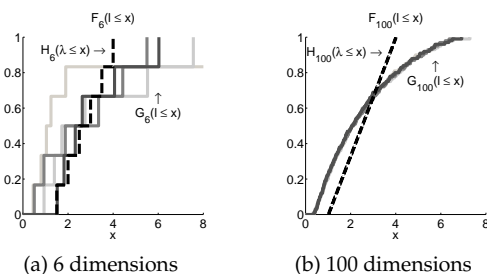 F₆(l ≤ x)
H₆(λ ≤ x) →
↑
G₆(l ≤ x)
1
0.8
0.6
0.4
0.2
0
0 2 4 6 8
x
(a) 6 dimensions
F₁₀₀(l ≤ x)
H₁₀₀(λ ≤ x) →
↑
G₁₀₀(l ≤ x)
1
0.8
0.6
0.4
0.2
0
0 2 4 6 8
x
(b) 100 dimensions